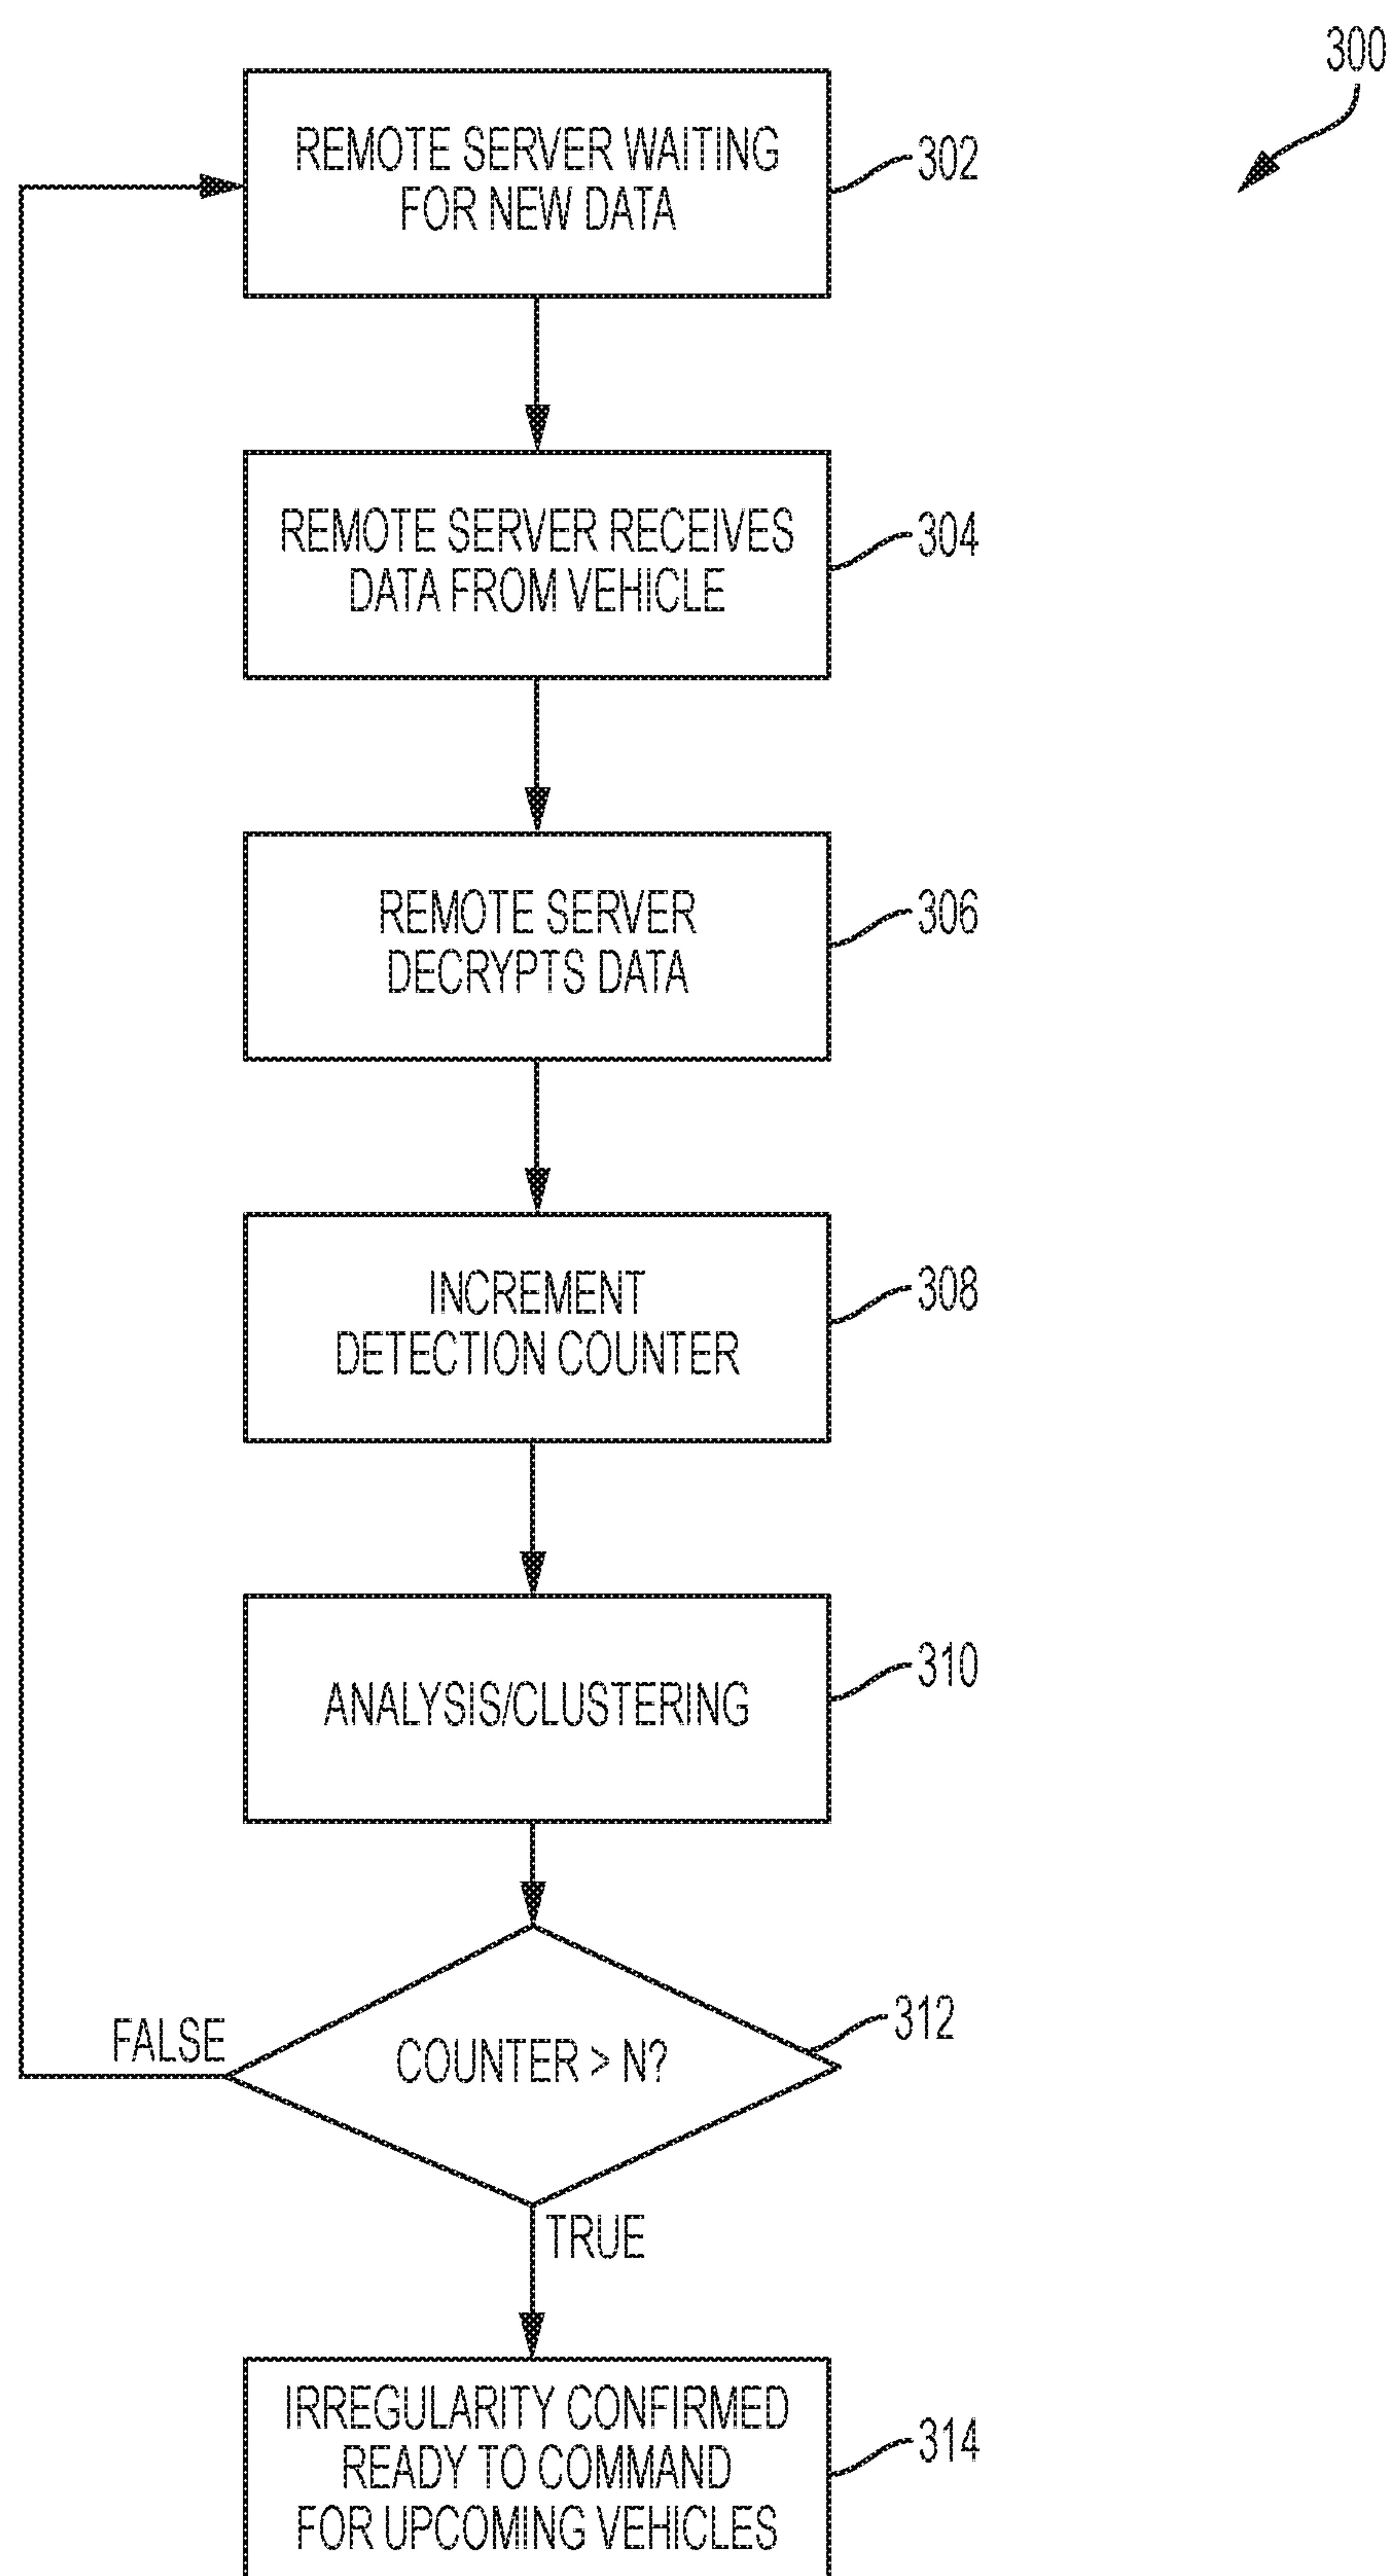 300
REMOTE SERVER WAITING
FOR NEW DATA
302
REMOTE SERVER RECEIVES
DATA FROM VEHICLE
304
REMOTE SERVER
DECRYPTS DATA
306
INCREMENT
DETECTION COUNTER
308
ANALYSIS/CLUSTERING
310
COUNTER > N?
312
FALSE
TRUE
IRREGULARITY CONFIRMED
READY TO COMMAND
FOR UPCOMING VEHICLES
314